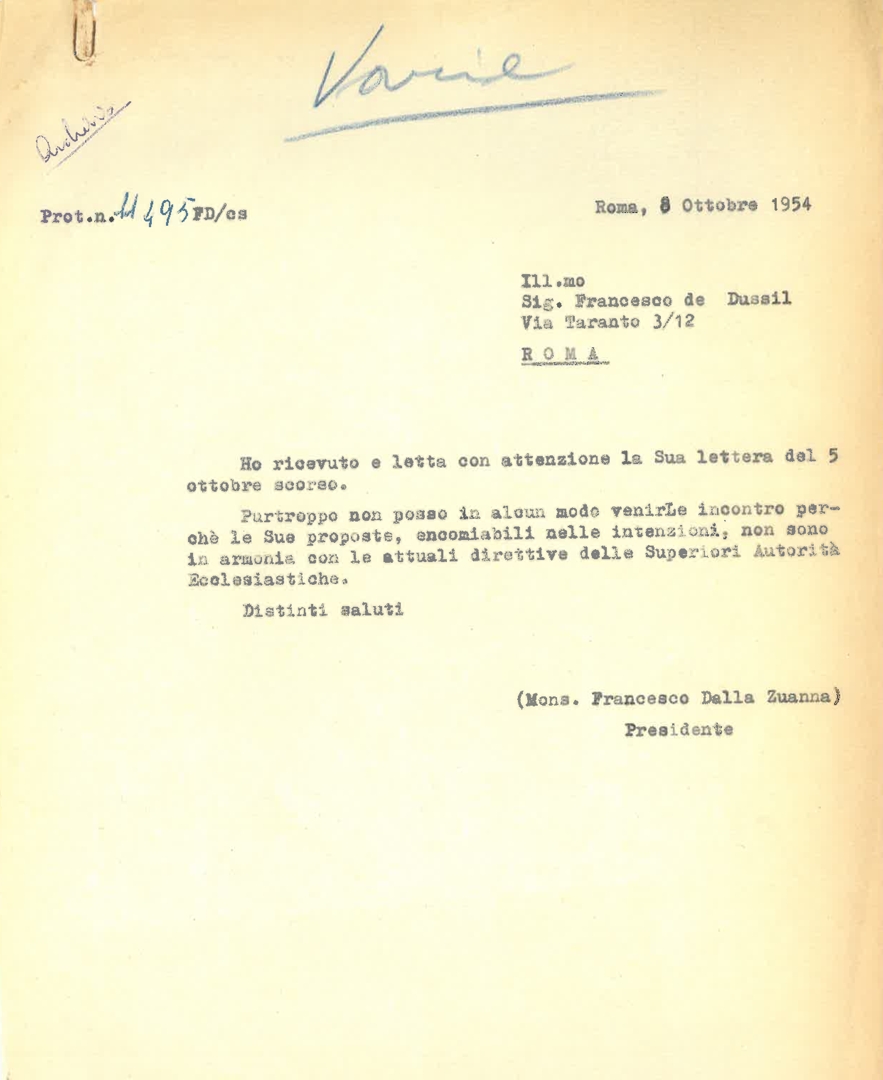 Varie
Archivio
Prot.n. 11495 FD/cs
Roma, 8 Ottobre 1954
Ill.mo
Sig. Francesco de Dussil
Via Taranto 3/12
R O M A
Ho ricevuto e letta con attenzione la Sua lettera del 5
ottobre scorso.
Purtroppo non posso in alcun modo venirLe incontro per-
chè le Sue proposte, encomiabili nelle intenzioni, non sono
in armonia con le attuali direttive delle Superiori Autorità
Ecclesiastiche.
Distinti saluti
(Mons. Francesco Dalla Zuanna)
Presidente